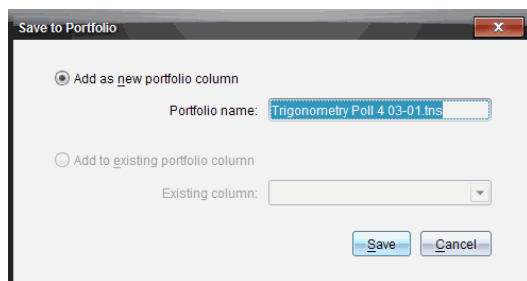 Save to Portfolio
Add as new portfolio column
Portfolio name: Trigonometry Poll 4 03-01.tns
Add to existing portfolio column
Existing column:
Save Cancel